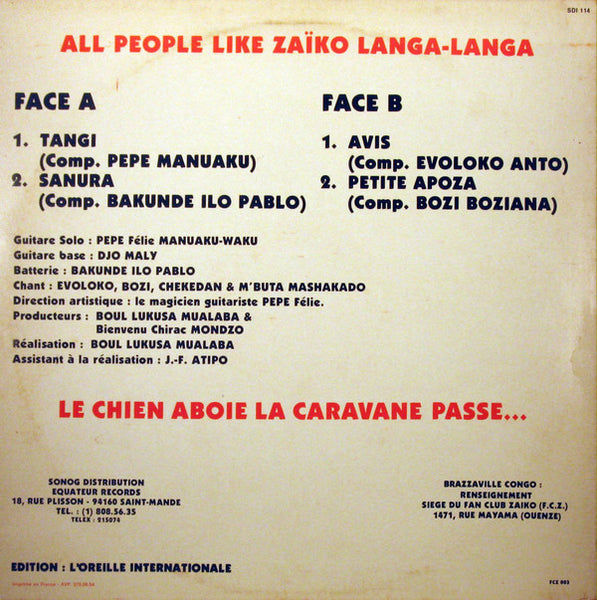 SDI 114
ALL PEOPLE LIKE ZAÏKO LANGA-LANGA
FACE A
1. TANGI
(Comp. PEPE MANUAKU)
2. SANURA
(Comp. BAKUNDE ILO PABLO)
FACE B
1. AVIS
(Comp. EVOLOKO ANTO)
2. PETITE APOZA
(Comp. BOZI BOZIANA)
Guitare Solo : PEPE Félie MANUAKU-WAKU
Guitare base : DJO MALY
Batterie : BAKUNDE ILO PABLO
Chant : EVOLOKO, BOZI, CHEKEDAN & M'BUTA MASHAKADO
Direction artistique : le magicien guitariste PEPE Félie.
Producteurs : BOUL LUKUSA MUALABA &
Bienvenu Chirac MONDZO
Réalisation : BOUL LUKUSA MUALABA
Assistant à la réalisation : J.-F. ATIPO
LE CHIEN ABOIE LA CARAVANE PASSE...
SONOG DISTRIBUTION
EQUATEUR RECORDS
18, RUE PLISSON - 94160 SAINT-MANDE
TEL. : (1) 808.56.35
TELEX : 215074
BRAZZAVILLE CONGO :
RENSEIGNEMENT
SIEGE DU FAN CLUB ZAIKO (F.C.Z.)
1471, RUE MAYAMA (OUENZE)
EDITION : L'OREILLE INTERNATIONALE
Imprimé en France - AVP.
FCZ 003